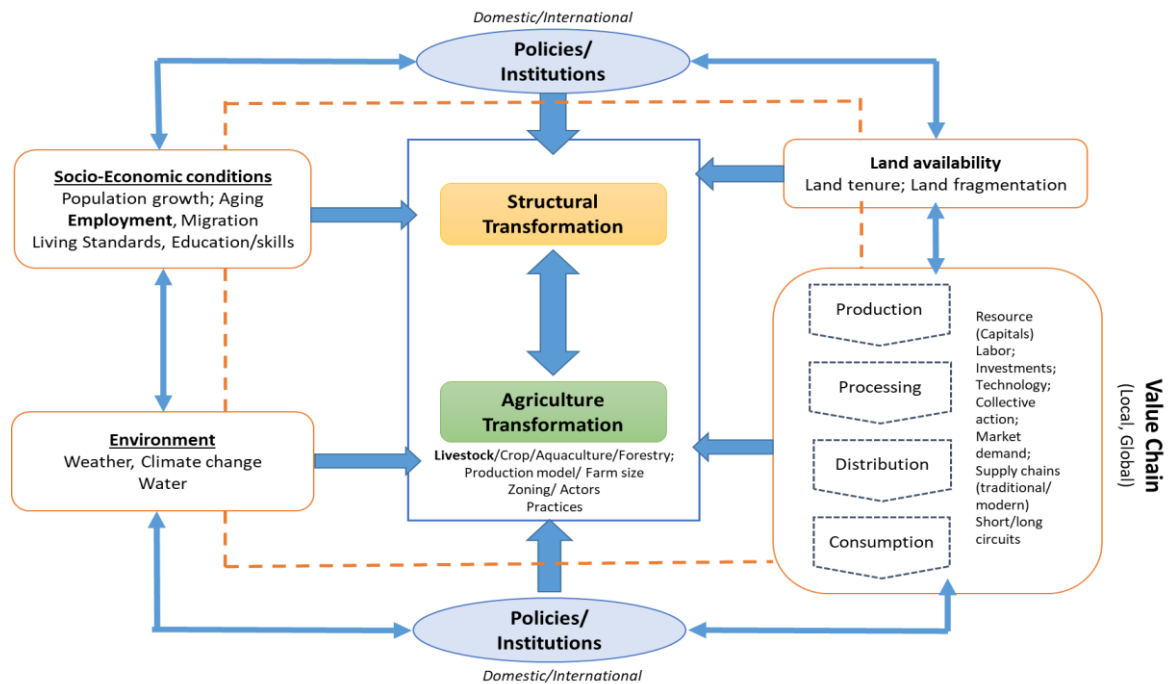 Domestic/International
Policies/
Institutions
Socio-Economic conditions
Population growth; Aging
Employment, Migration
Living Standards, Education/skills
Land availability
Land tenure; Land fragmentation
Structural
Transformation
Agriculture
Transformation
Livestock/Crop/Aquaculture/Forestry;
Production model/ Farm size
Zoning/ Actors
Practices
Environment
Weather, Climate change
Water
Production
Processing
Distribution
Consumption
Resource
(Capitals)
Labor;
Investments;
Technology;
Collective
action;
Market
demand;
Supply chains
(traditional/
modern)
Short/long
circuits
Value Chain
(Local, Global)
Policies/
Institutions
Domestic/International